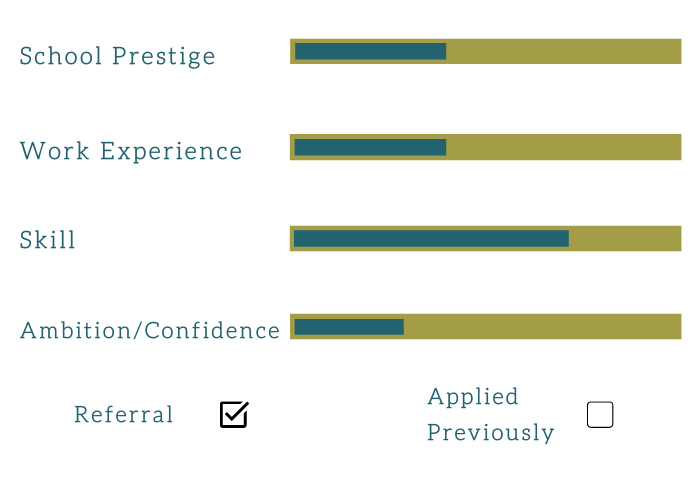 School Prestige
Work Experience
Skill
Ambition/Confidence
Referral
Applied
Previously